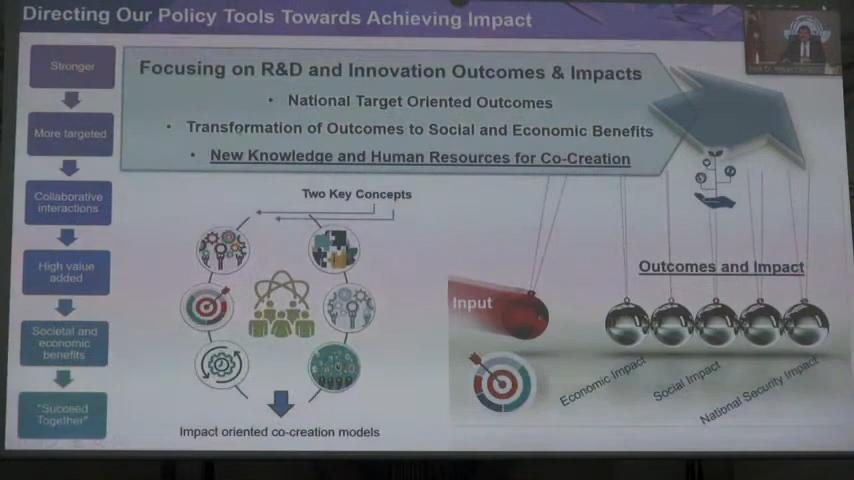 Directing Our Policy Tools Towards Achieving Impact
Stronger
More targeted
Collaborative
interactions
High value
added
Societal and
economic
benefits
"Succeed
Together"
Focusing on R&D and Innovation Outcomes & Impacts
• National Target Oriented Outcomes
• Transformation of Outcomes to Social and Economic Benefits
• New Knowledge and Human Resources for Co-Creation
Two Key Concepts
Impact oriented co-creation models
Outcomes and Impact
Input
Economic Impact
Social Impact
National Security Impact